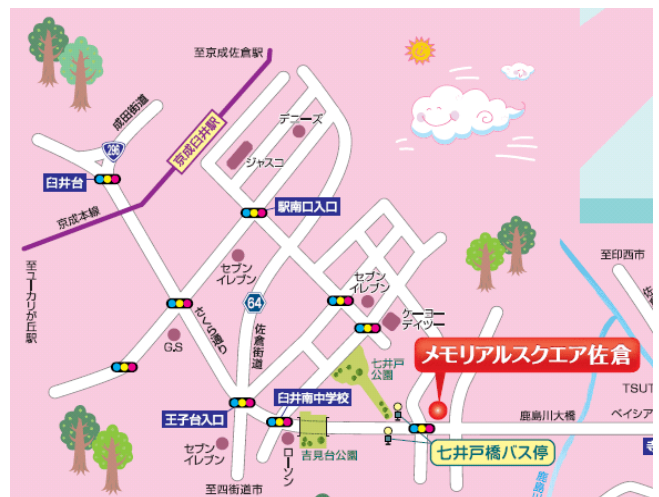 至京成佐倉駅
成田街道
296
京成臼井駅
デニーズ
ジャスコ
臼井台
駅南口入口
京成本線
至ユーカリが丘駅
セブン
イレブン
セブン
イレブン
64
さくら通り
佐倉街道
ケーヨー
デイツー
G.S
七井戸
公園
メモリアルスクエア佐倉
至印西市
TSUT
ベイシア
鹿島川大橋
王子台入口
臼井南中学校
セブン
イレブン
ローソン
吉見台公園
七井戸橋バス停
至四街道市
鹿島川